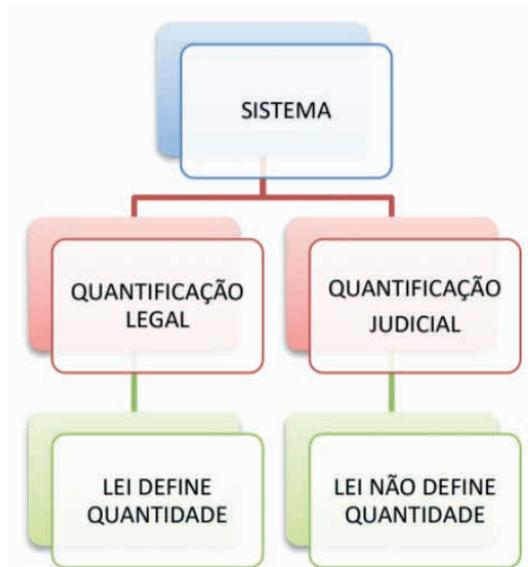 SISTEMA
QUANTIFICAÇÃO
LEGAL
QUANTIFICAÇÃO
JUDICIAL
LEI DEFINE
QUANTIDADE
LEI NÃO DEFINE
QUANTIDADE